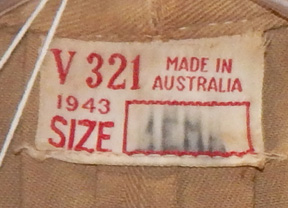 V 321 MADE IN
AUSTRALIA
1943
SIZE